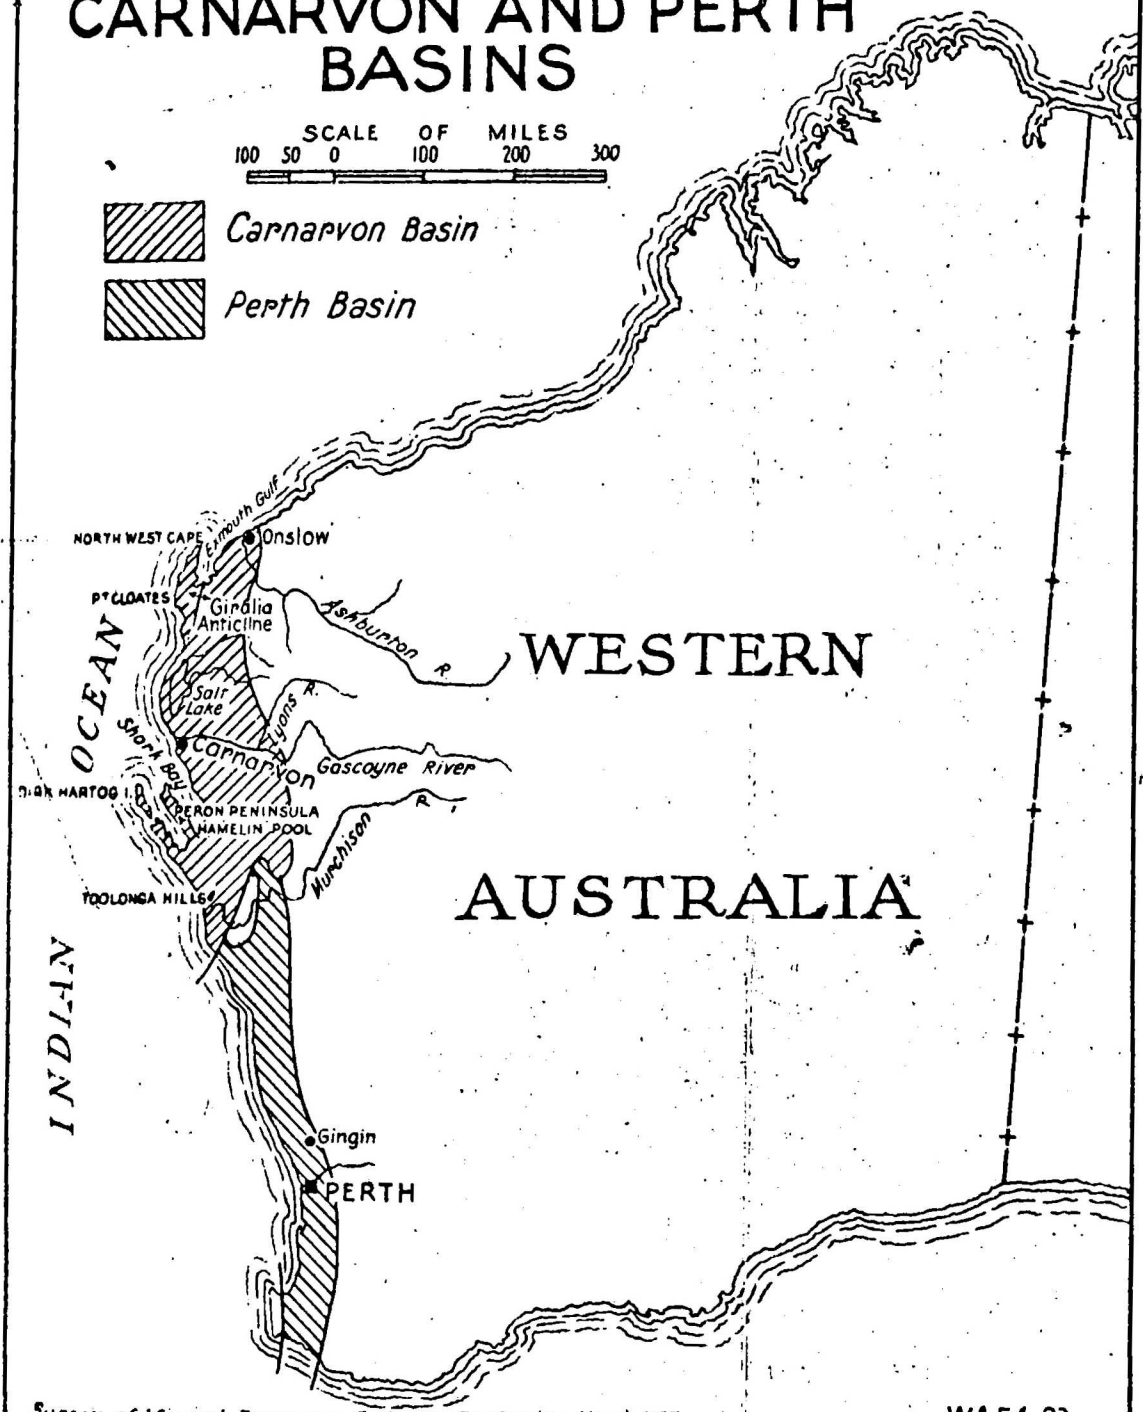 CARNARVON AND PERTH
BASINS
SCALE OF MILES
100 50 0 100 200 300
Carnarvon Basin
Perth Basin
Exmouth Gulf
NORTH WEST CAPE
Onslow
PT CLOATES
Giralia
Anticline
Ashburton R.
WESTERN
OCEAN
Salt
Lake
Lyons R.
Shark Bay
Carnarvon
Gascoyne River
DIRK HARTOG I.
PERON PENINSULA
HAMELIN POOL
Murchison R.
TOOLONGA HILLS
AUSTRALIA
INDIAN
Gingin
PERTH